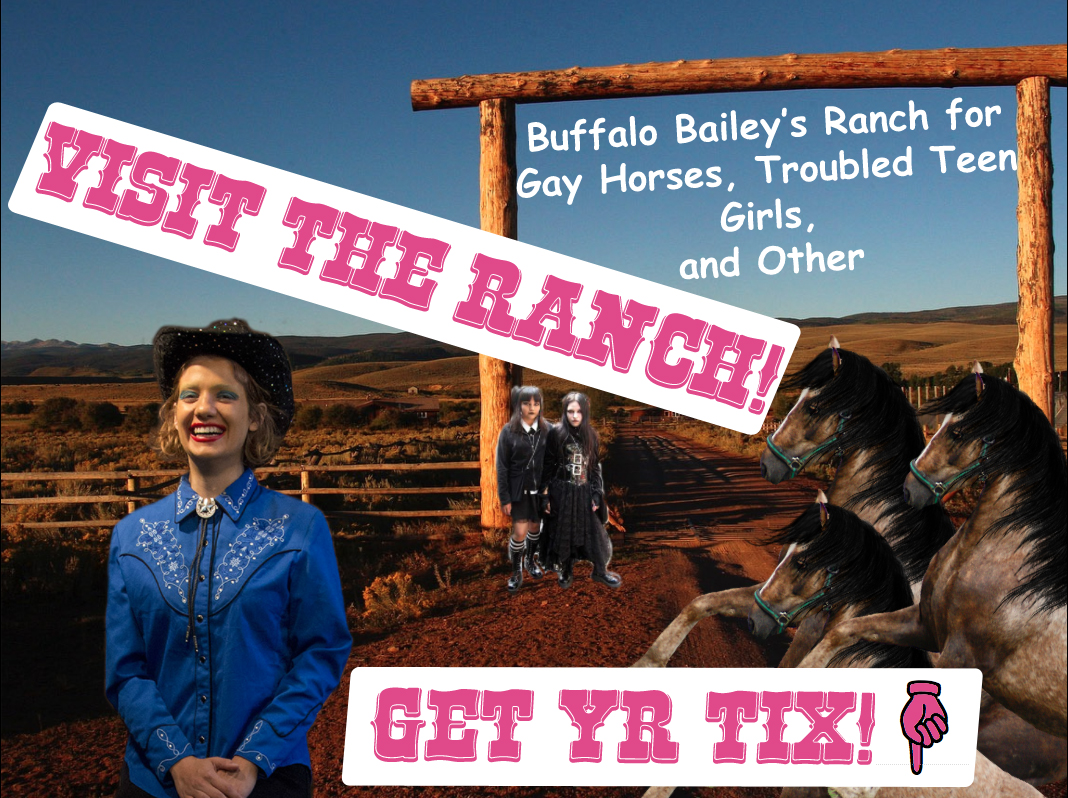 VISIT THE RANCH!
Buffalo Bailey's Ranch for
Gay Horses, Troubled Teen
Girls,
and Other
GET YR TIX!